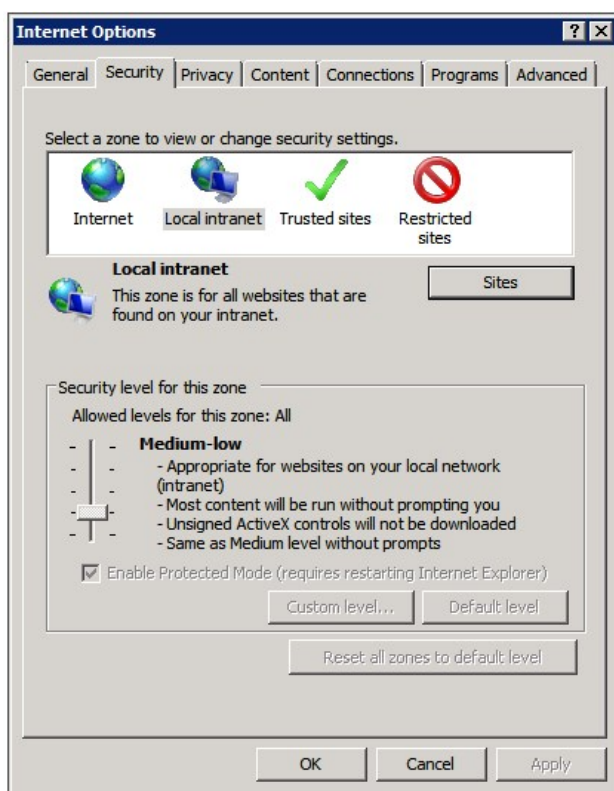 Internet Options
General Security Privacy Content Connections Programs Advanced
Select a zone to view or change security settings.
Internet Local intranet Trusted sites Restricted sites
Local intranet
This zone is for all websites that are
found on your intranet.
Sites
Security level for this zone
Allowed levels for this zone: All
Medium-low
- Appropriate for websites on your local network
(intranet)
- Most content will be run without prompting you
- Unsigned ActiveX controls will not be downloaded
- Same as Medium level without prompts
Enable Protected Mode (requires restarting Internet Explorer)
Custom level... Default level
Reset all zones to default level
OK Cancel Apply